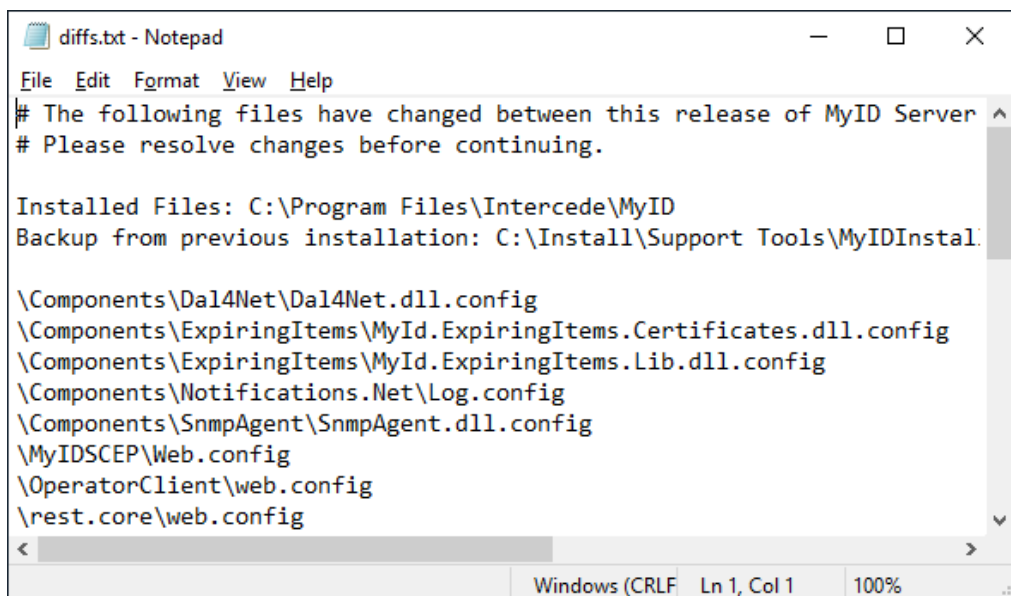 diffs.txt - Notepad
File Edit Format View Help
# The following files have changed between this release of MyID Server
# Please resolve changes before continuing.
Installed Files: C:\Program Files\Intercede\MyID
Backup from previous installation: C:\Install\Support Tools\MyIDInstal
\Components\Dal4Net\Dal4Net.dll.config
\Components\ExpiringItems\MyId.ExpiringItems.Certificates.dll.config
\Components\ExpiringItems\MyId.ExpiringItems.Lib.dll.config
\Components\Notifications.Net\Log.config
\Components\SnmpAgent\SnmpAgent.dll.config
\MyIDSCEP\Web.config
\OperatorClient\web.config
\rest.core\web.config
Windows (CRLF Ln 1, Col 1 100%